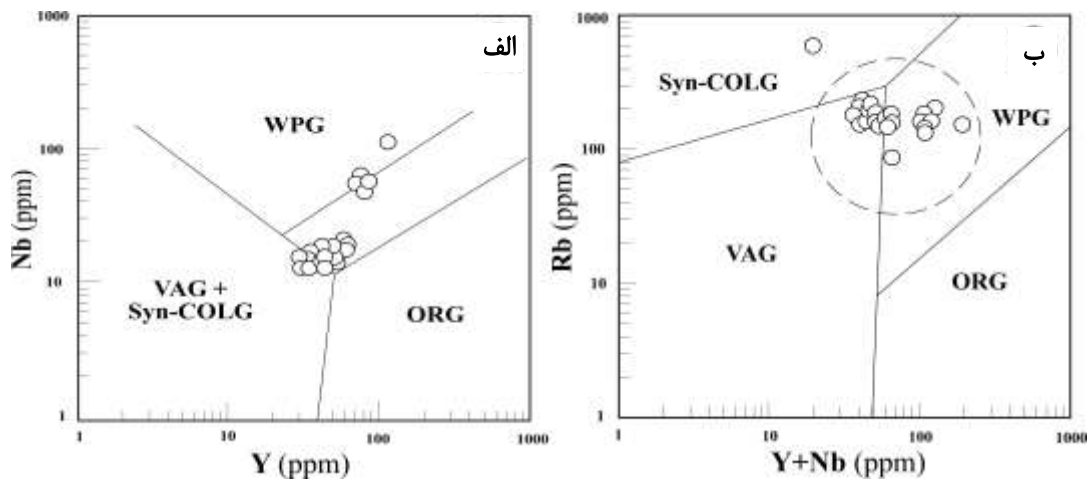 الف
1000
100
10
1
Nb (ppm)
WPG
VAG +
Syn-COLG
ORG
1
10
100
1000
Y (ppm)
ب
1000
100
10
1
Rb (ppm)
Syn-COLG
WPG
VAG
ORG
1
10
100
1000
Y+Nb (ppm)